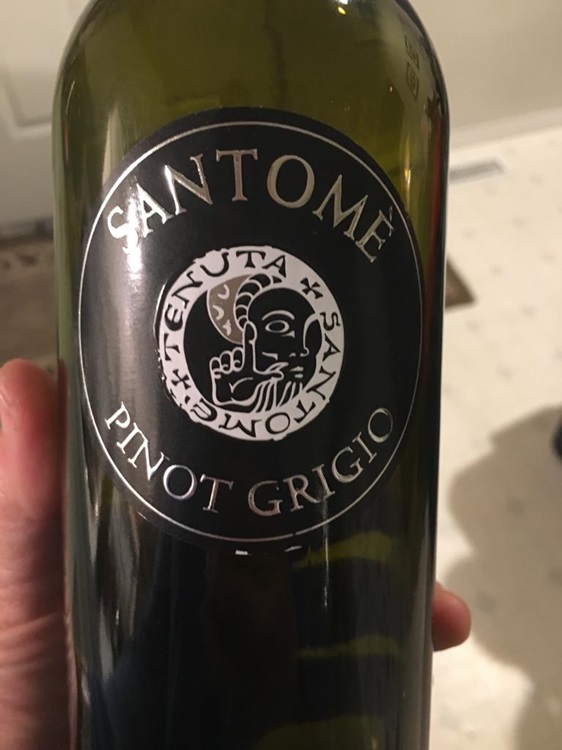 SANTOMÈ
TENUTA + SANTOMÈ +
PINOT GRIGIO